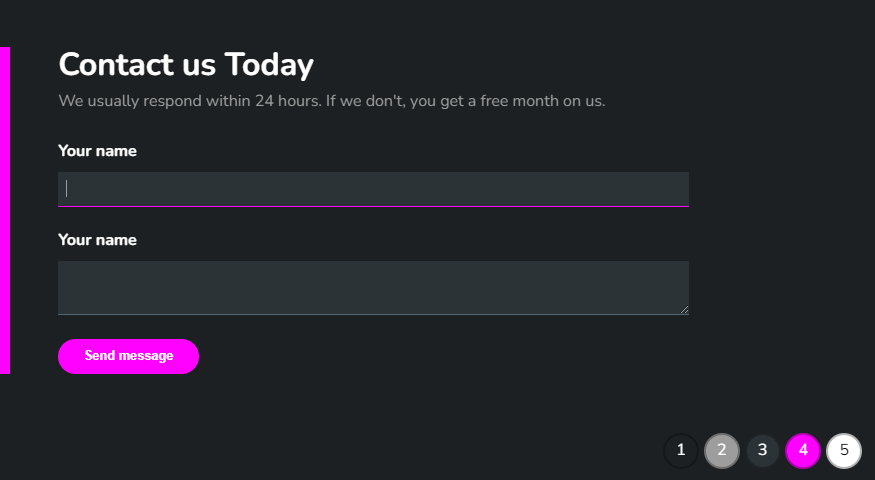 Contact us Today
We usually respond within 24 hours. If we don't, you get a free month on us.
Your name
Your name
Send message
1 2 3 4 5